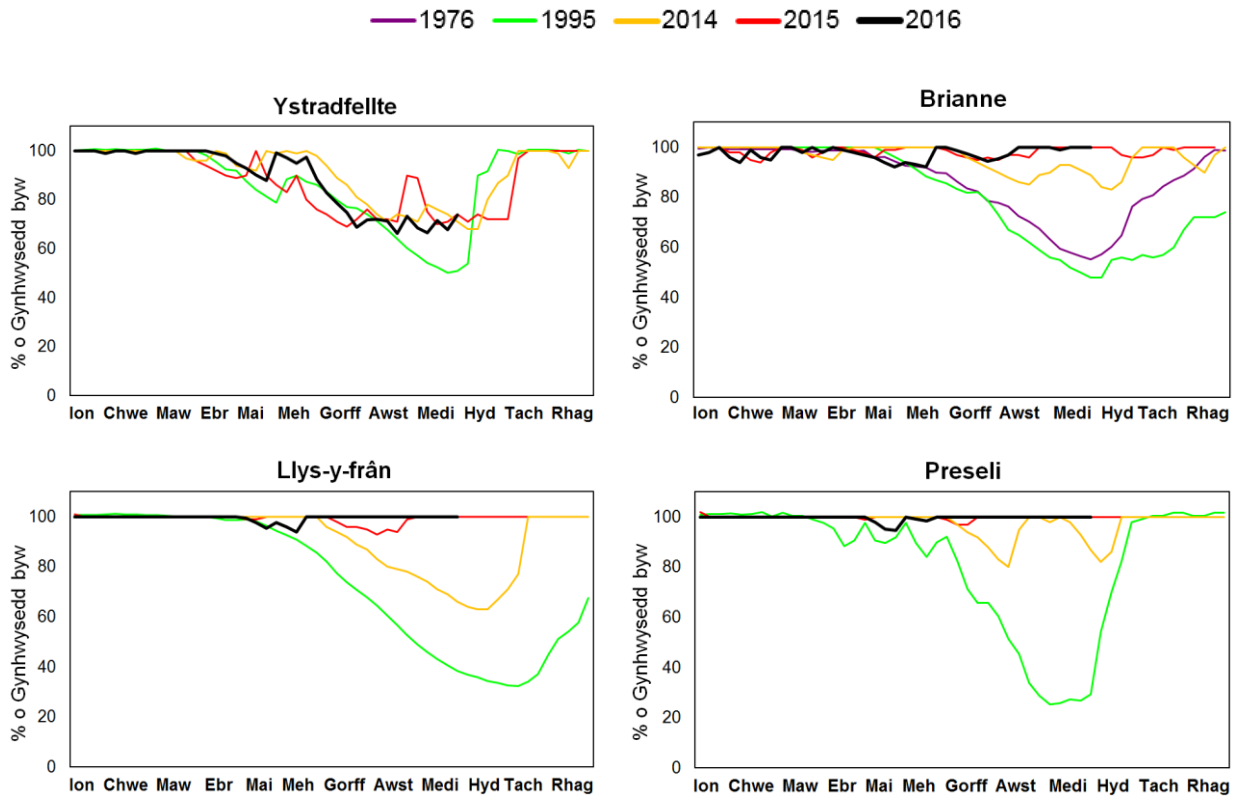 1976 1995 2014 2015 2016
Ystradfellte
% o Gynhwysedd byw
100
80
60
40
20
0
Ion Chwe Maw Ebr Mai Meh Gorff Awst Medi Hyd Tach Rhag
Brianne
% o Gynhwysedd byw
100
80
60
40
20
0
Ion Chwe Maw Ebr Mai Meh Gorff Awst Medi Hyd Tach Rhag
Llys-y-frân
% o Gynhwysedd byw
100
80
60
40
20
0
Ion Chwe Maw Ebr Mai Meh Gorff Awst Medi Hyd Tach Rhag
Preseli
% o Gynhwysedd byw
100
80
60
40
20
0
Ion Chwe Maw Ebr Mai Meh Gorff Awst Medi Hyd Tach Rhag